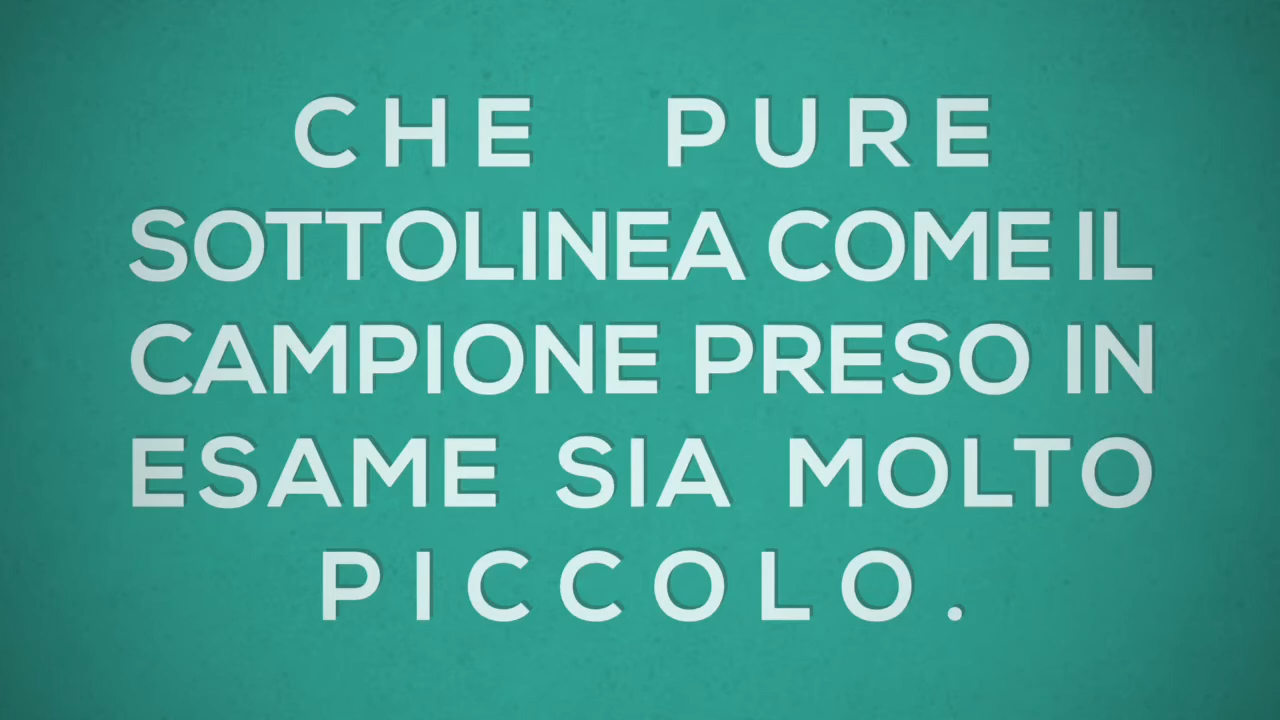 CHE PURE
SOTTOLINEA COME IL
CAMPIONE PRESO IN
ESAME SIA MOLTO
PICCOLO.